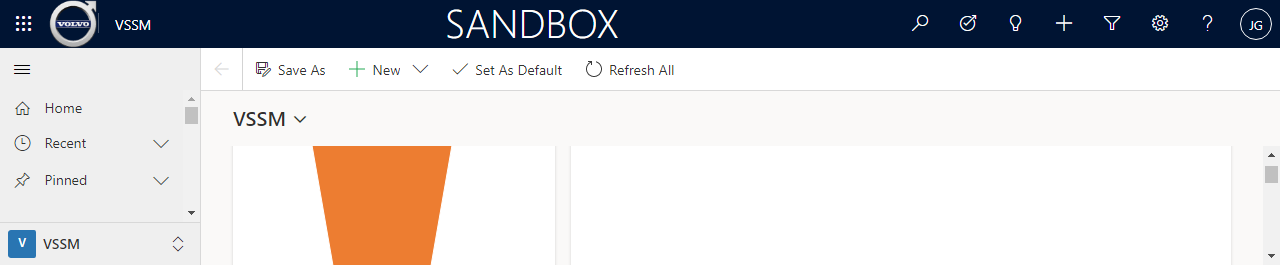 VOLVO
VSSM
SANDBOX
JG
Save As
New
Set As Default
Refresh All
Home
Recent
Pinned
VSSM
V
VSSM